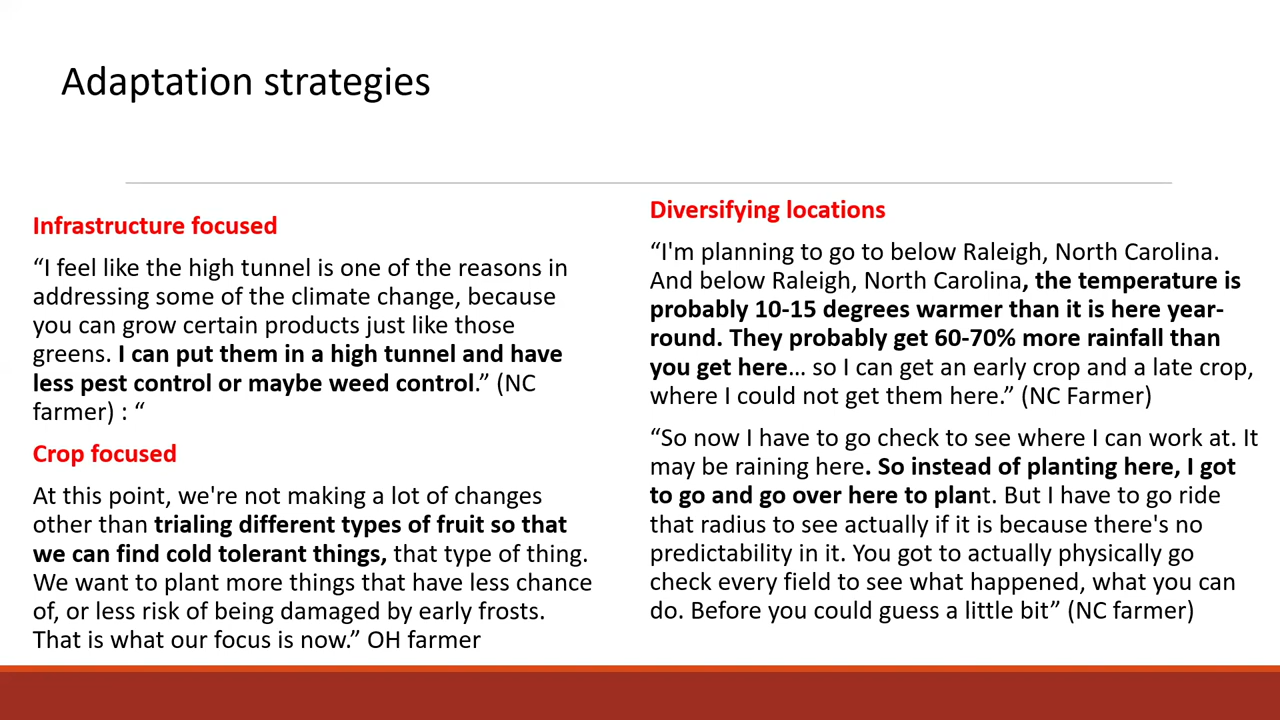 Adaptation strategies
Infrastructure focused
“I feel like the high tunnel is one of the reasons in
addressing some of the climate change, because
you can grow certain products just like those
greens. I can put them in a high tunnel and have
less pest control or maybe weed control.” (NC
farmer) : “
Crop focused
At this point, we're not making a lot of changes
other than trialing different types of fruit so that
we can find cold tolerant things, that type of thing.
We want to plant more things that have less chance
of, or less risk of being damaged by early frosts.
That is what our focus is now.” OH farmer
Diversifying locations
“I'm planning to go to below Raleigh, North Carolina.
And below Raleigh, North Carolina, the temperature is
probably 10-15 degrees warmer than it is here year-
round. They probably get 60-70% more rainfall than
you get here… so I can get an early crop and a late crop,
where I could not get them here.” (NC Farmer)
“So now I have to go check to see where I can work at. It
may be raining here. So instead of planting here, I got
to go and go over here to plant. But I have to go ride
that radius to see actually if it is because there's no
predictability in it. You got to actually physically go
check every field to see what happened, what you can
do. Before you could guess a little bit” (NC farmer)